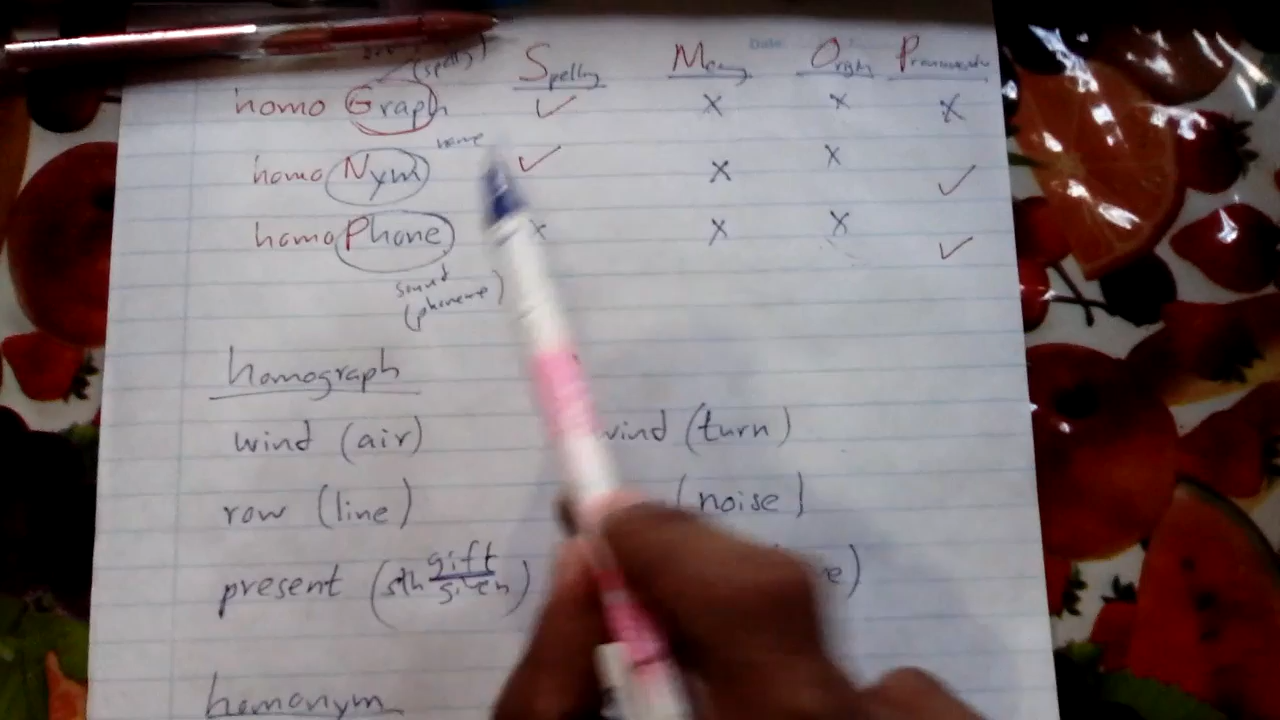 (spelly)
Spelling Meaning Origin Pronunciation
homo Graph ✓ x x x
name
homo Nym ✓ x x ✓
homo Phone x x x ✓
sound
(phoneme)
homograph
wind (air) wind (turn)
row (line) (noise)
present (sth gift given)
homonym